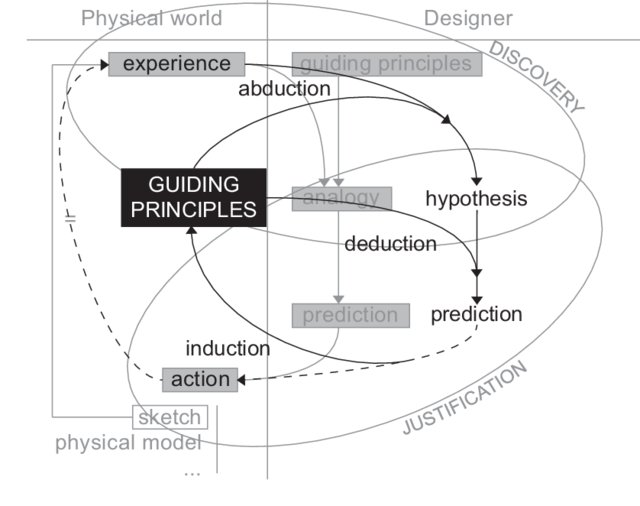 Physical world
Designer
experience
guiding principles
DISCOVERY
abduction
GUIDING
PRINCIPLES
analogy
hypothesis
deduction
prediction
prediction
induction
action
JUSTIFICATION
sketch
physical model
...